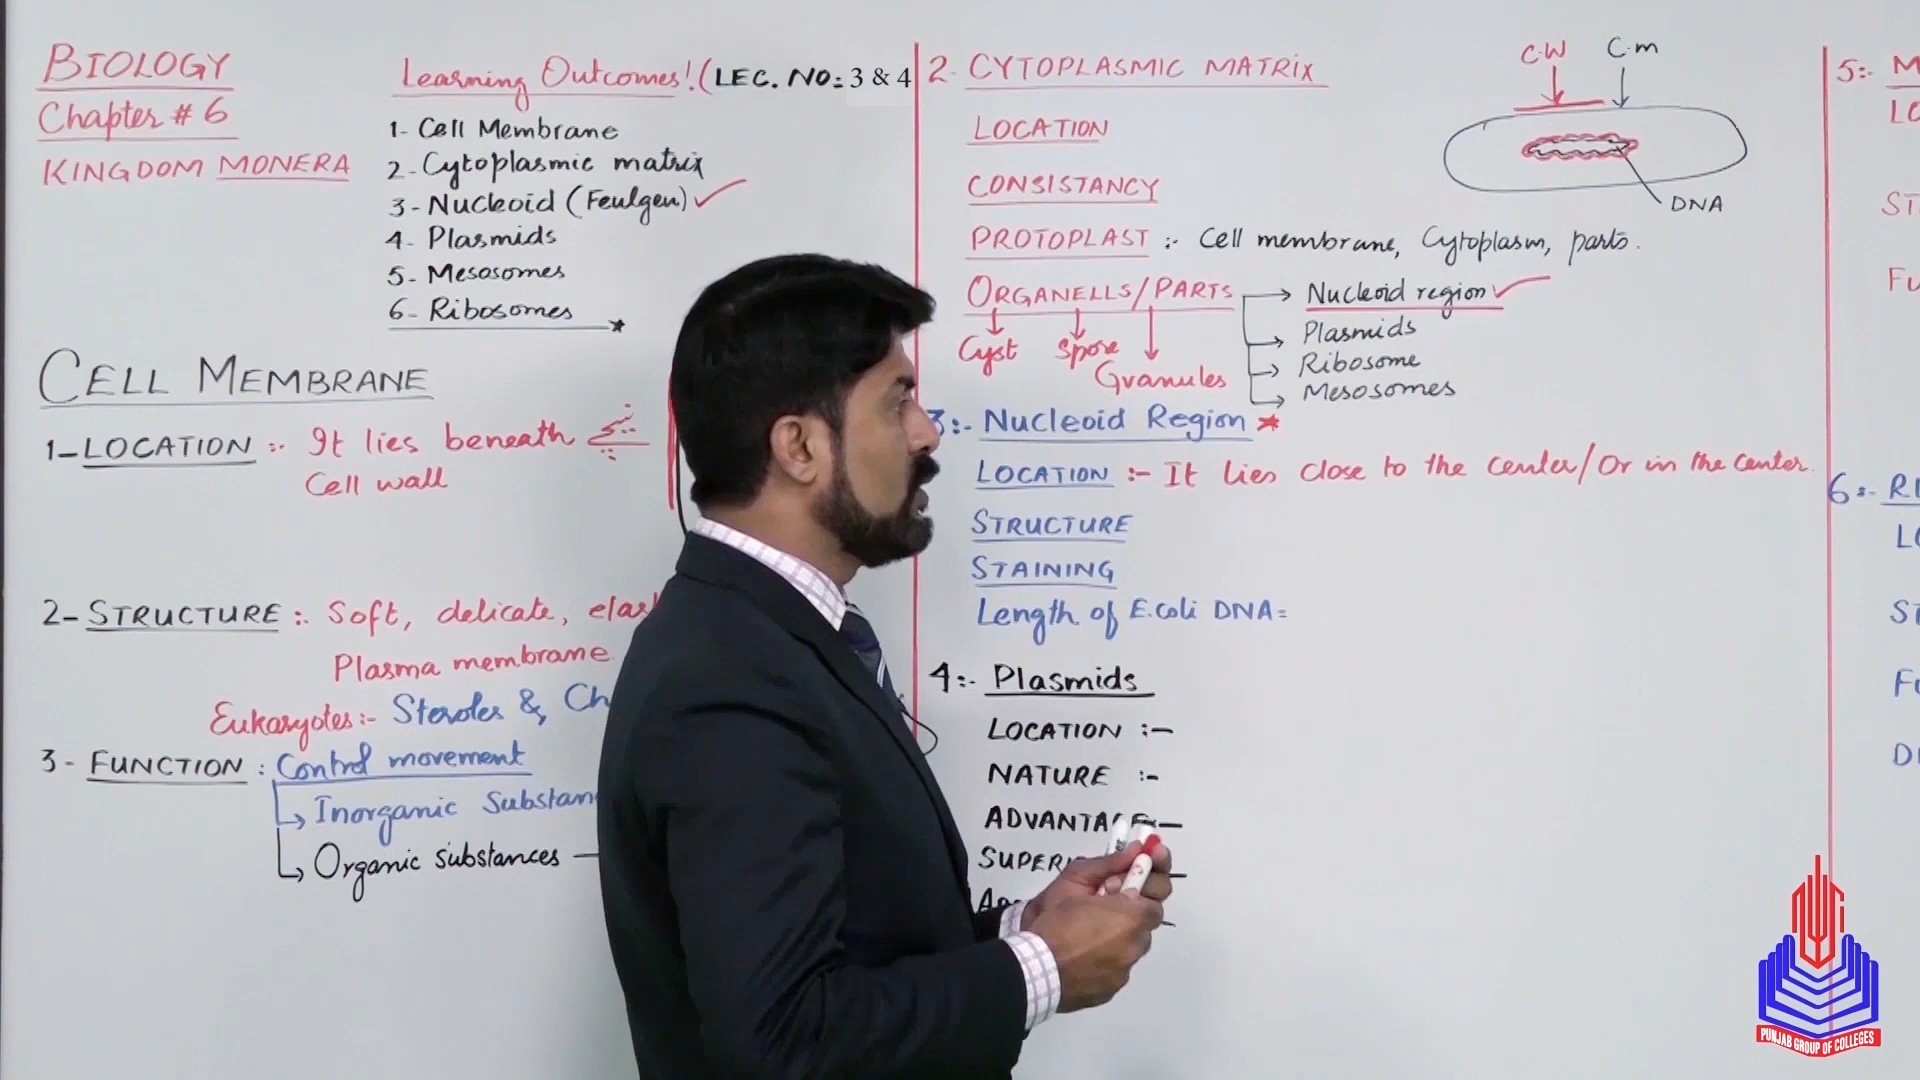 BIOLOGY
Chapter # 6
KINGDOM MONERA
Learning Outcomes! (LEC. NO: 3 & 4
1- Cell Membrane
2- Cytoplasmic matrix
3- Nucleoid (Feulgen)
4- Plasmids
5- Mesosomes
6- Ribosomes
CELL MEMBRANE
1-LOCATION :- It lies beneath نیچے
Cell wall
2-STRUCTURE :- Soft, delicate,
Plasma membrane
Eukaryotes:- Steroles &
3- FUNCTION : Control movement
Inorganic
Organic substances
2- CYTOPLASMIC MATRIX
C.W C.m
DNA
LOCATION
CONSISTANCY
PROTOPLAST :- Cell membrane, Cytoplasm, parts.
ORGANELLS/PARTS
Cyst Spore Granules
Nucleoid region
Plasmids
Ribosome
Mesosomes
3:- Nucleoid Region
LOCATION :- It lies close to the center/Or in the center.
STRUCTURE
STAINING
Length of E.coli DNA=
4:- Plasmids
LOCATION :-
NATURE :-
ADVANTAGE:-
5:-
6:-
PUNJAB GROUP OF COLLEGES